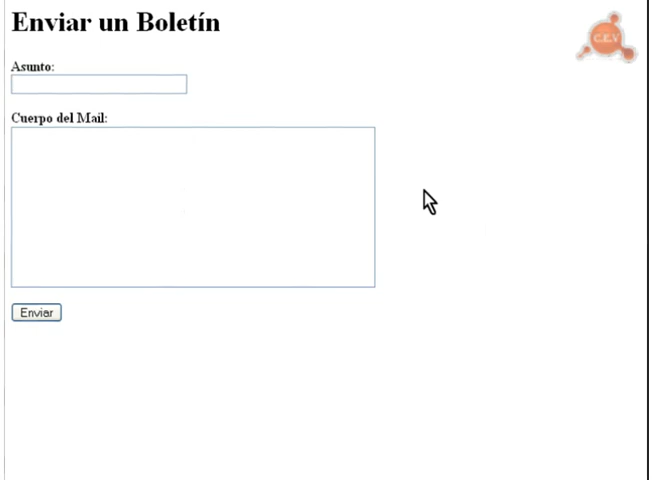 Enviar un Boletín
C.E.V
Asunto:
Cuerpo del Mail:
Enviar